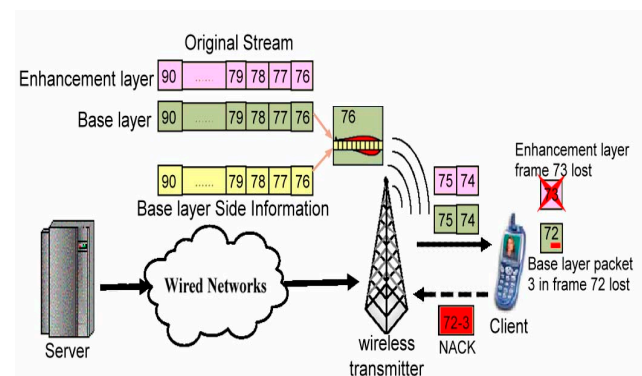 Original Stream
Enhancement layer 90 ...... 79 78 77 76
Base layer 90 ...... 79 78 77 76
76
90 ...... 79 78 77 76
Base layer Side Information
Enhancement layer
frame 73 lost
75 74
75 74
72
Base layer packet
3 in frame 72 lost
Wired Networks
72-3
NACK
Client
Server
wireless
transmitter